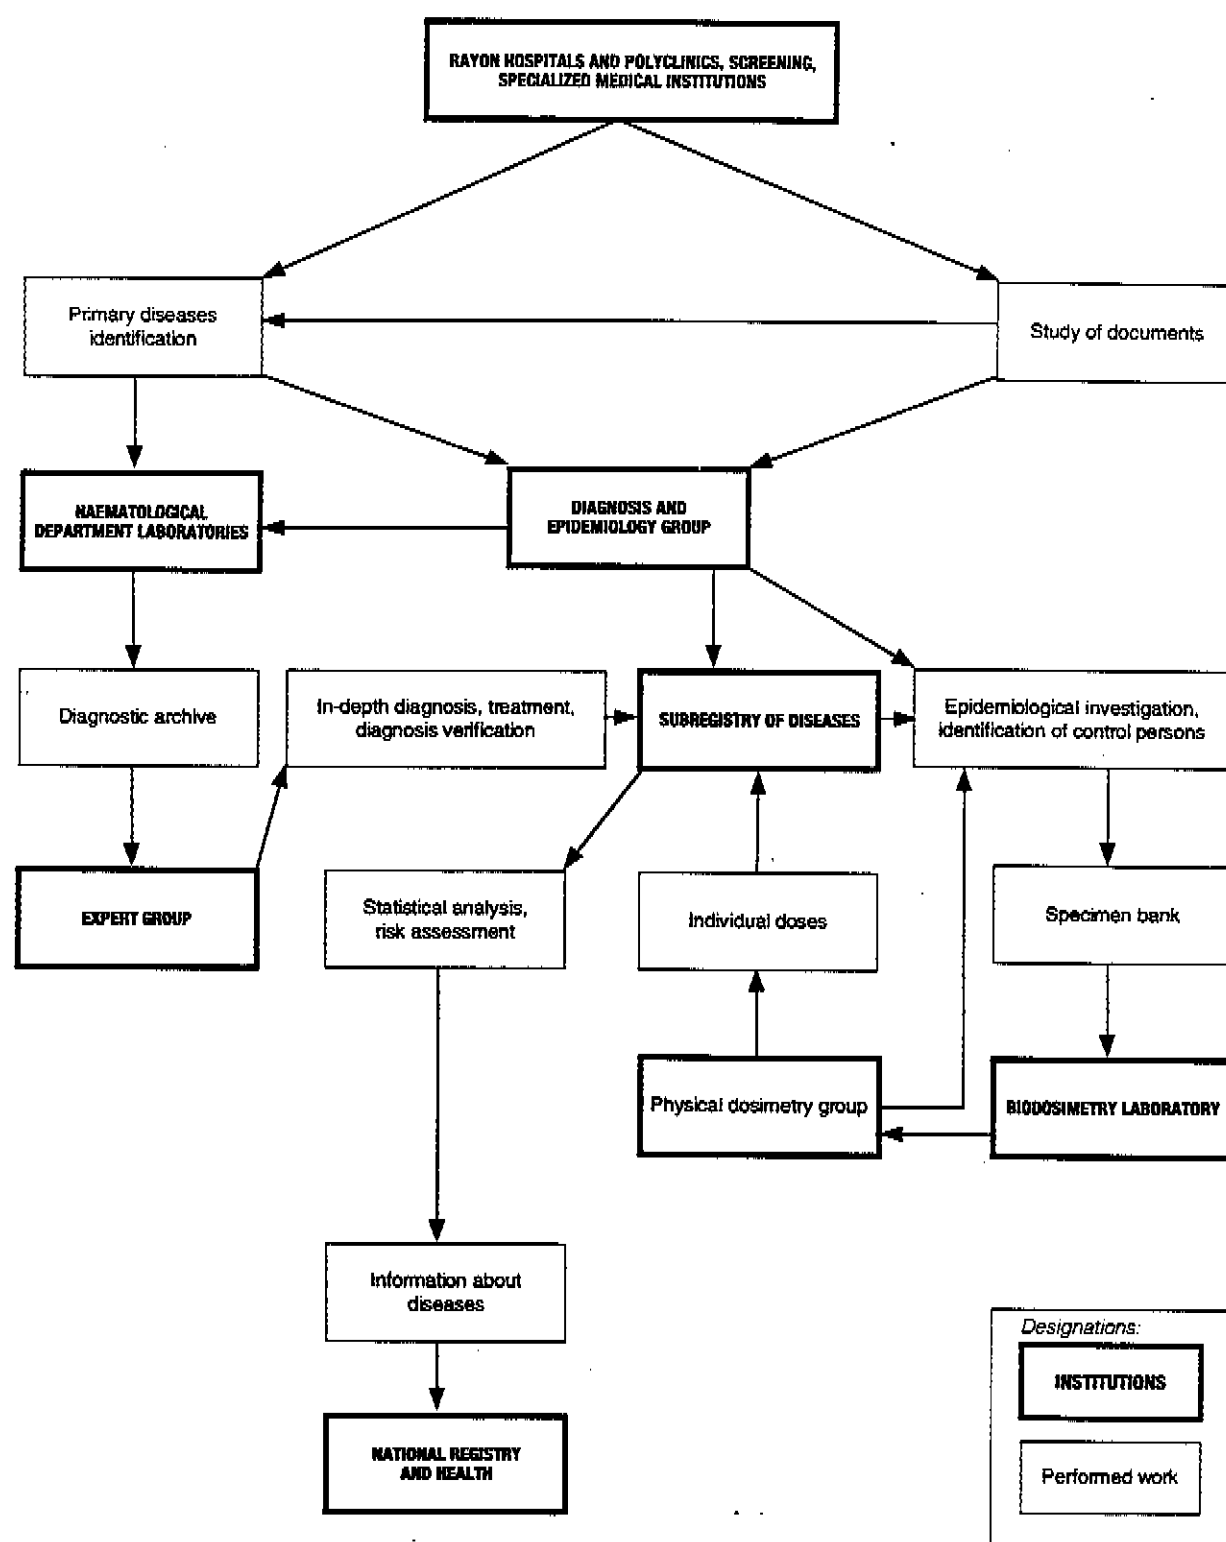 RAYON HOSPITALS AND POLYCLINICS, SCREENING,
SPECIALIZED MEDICAL INSTITUTIONS
Primary diseases
identification
Study of documents
HAEMATOLOGICAL
DEPARTMENT LABORATORIES
DIAGNOSIS AND
EPIDEMIOLOGY GROUP
Diagnostic archive
In-depth diagnosis, treatment,
diagnosis verification
SUBREGISTRY OF DISEASES
Epidemiological investigation,
identification of control persons
EXPERT GROUP
Statistical analysis,
risk assessment
Individual doses
Specimen bank
Physical dosimetry group
BIODOSIMETRY LABORATORY
Information about
diseases
NATIONAL REGISTRY
AND HEALTH
Designations:
INSTITUTIONS
Performed work